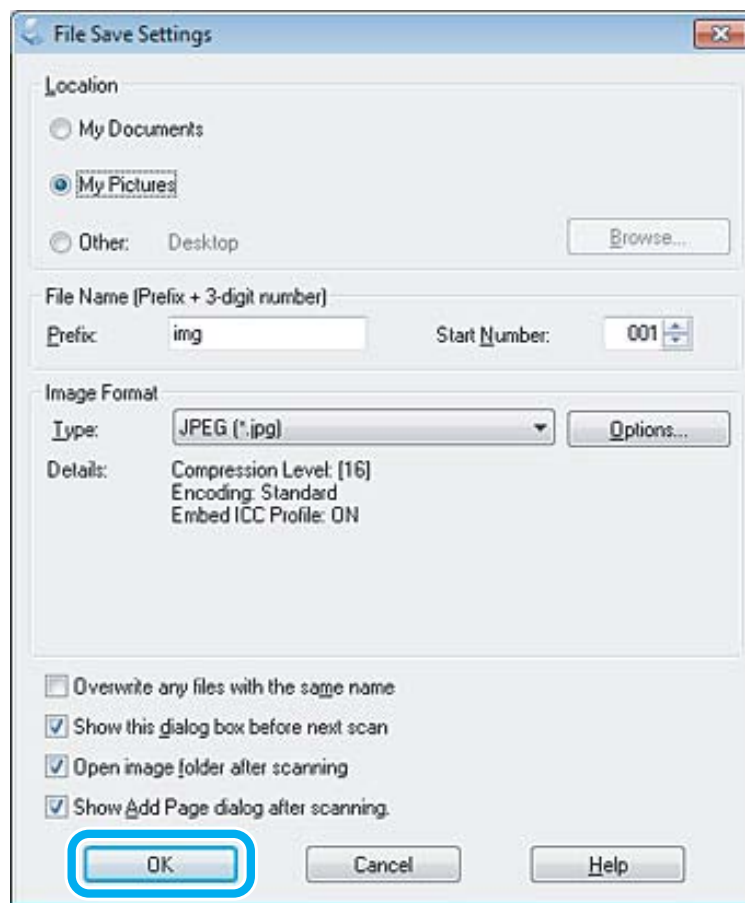 File Save Settings
Location
My Documents
My Pictures
Other: Desktop Browse...
File Name (Prefix + 3-digit number)
Prefix: img Start Number: 001
Image Format
Type: JPEG (*.jpg) Options...
Details: Compression Level: [16]
Encoding: Standard
Embed ICC Profile: ON
Overwrite any files with the same name
Show this dialog box before next scan
Open image folder after scanning
Show Add Page dialog after scanning.
OK Cancel Help